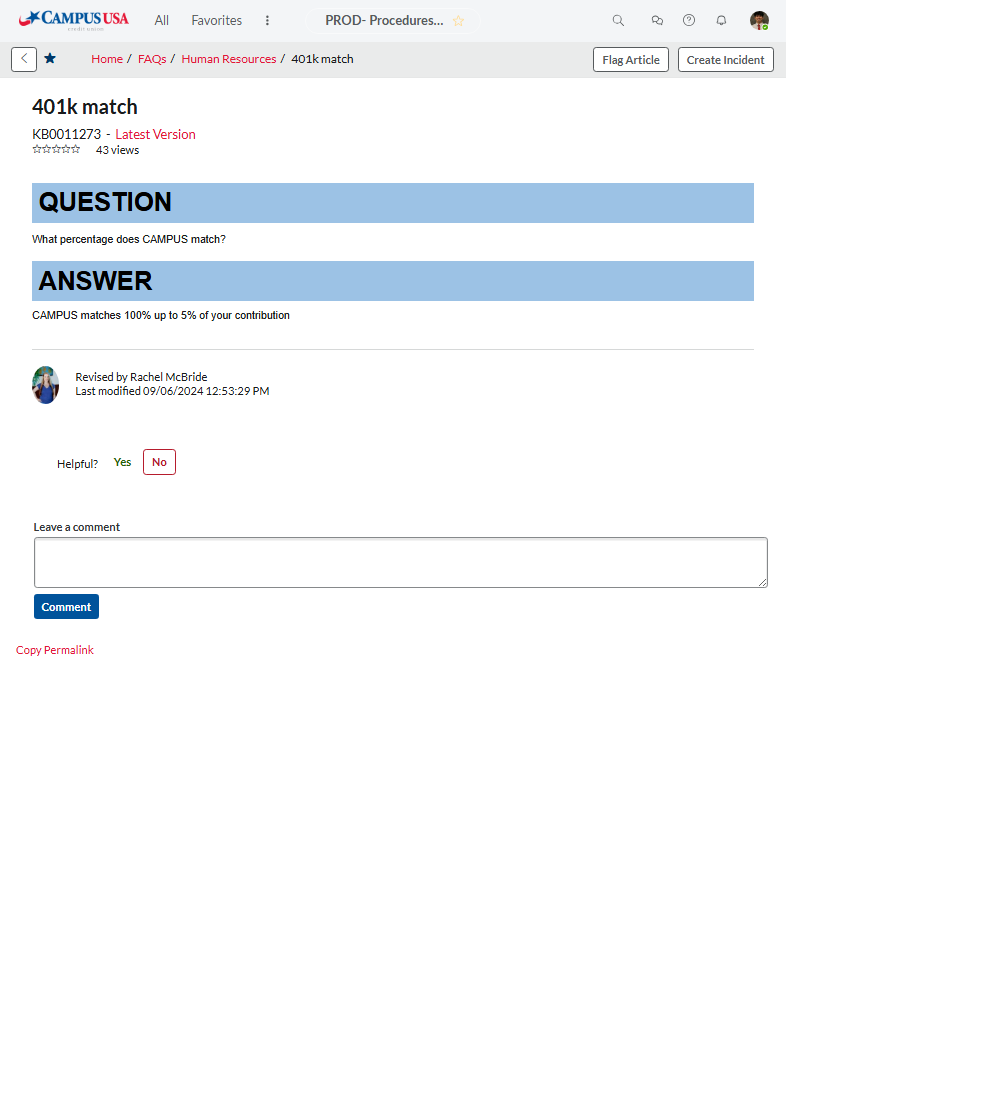 CAMPUS USA
credit union
All Favorites PROD- Procedures...
Home / FAQs / Human Resources / 401k match
Flag Article Create Incident
401k match
KB0011273 - Latest Version
43 views
QUESTION
What percentage does CAMPUS match?
ANSWER
CAMPUS matches 100% up to 5% of your contribution
Revised by Rachel McBride
Last modified 09/06/2024 12:53:29 PM
Helpful? Yes No
Leave a comment
Comment
Copy Permalink